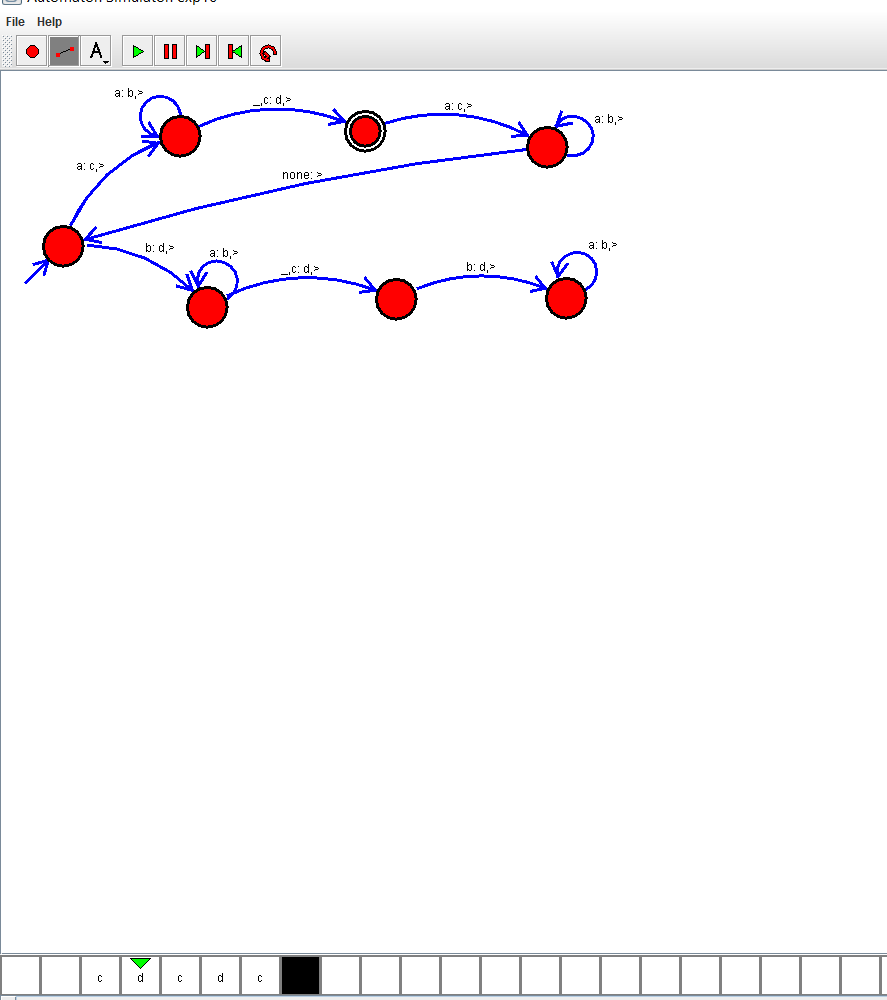 File Help
A
a: b,>
_,c: d,>
a: c,>
a: b,>
a: c,>
none: >
b: d,>
a: b,>
_,c: d,>
b: d,>
a: b,>
c d c d c